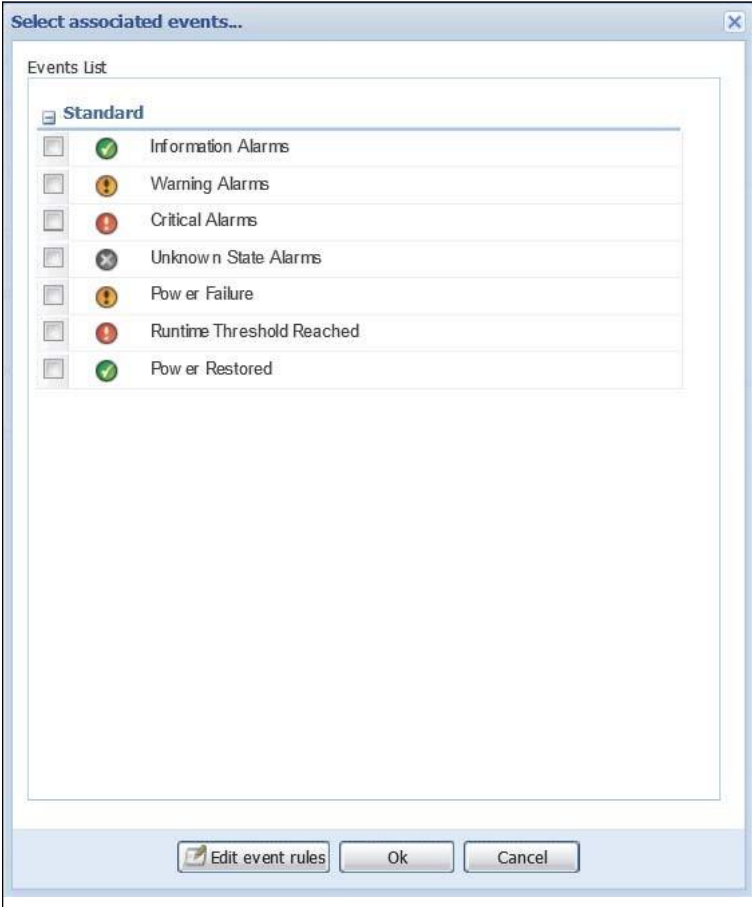 Select associated events...
Events List
Standard
Information Alarms
Warning Alarms
Critical Alarms
Unknown State Alarms
Power Failure
Runtime Threshold Reached
Power Restored
Edit event rules
Ok
Cancel